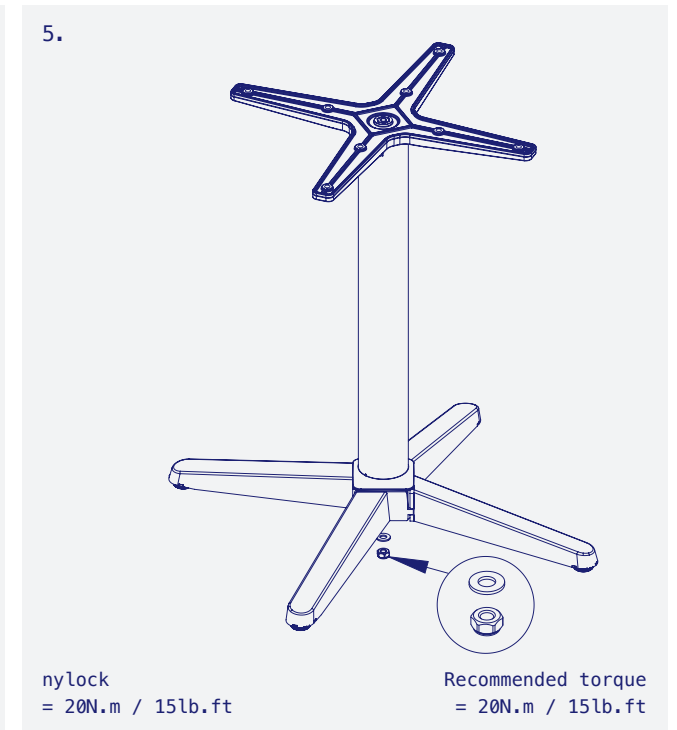 5.
nylock
= 20N.m / 15lb.ft
Recommended torque
= 20N.m / 15lb.ft